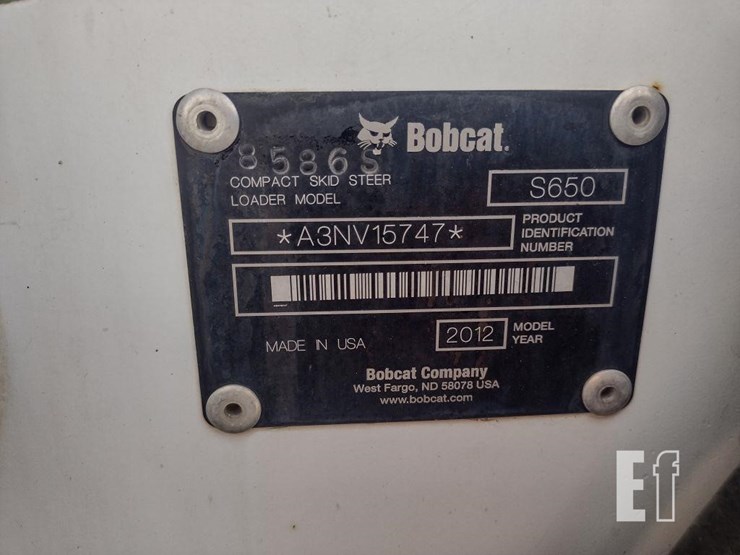 Bobcat.
8586S
COMPACT SKID STEER
LOADER MODEL
S650
*A3NV15747*
PRODUCT
IDENTIFICATION
NUMBER
MADE IN USA
2012
MODEL
YEAR
Bobcat Company
West Fargo, ND 58078 USA
www.bobcat.com
Ef